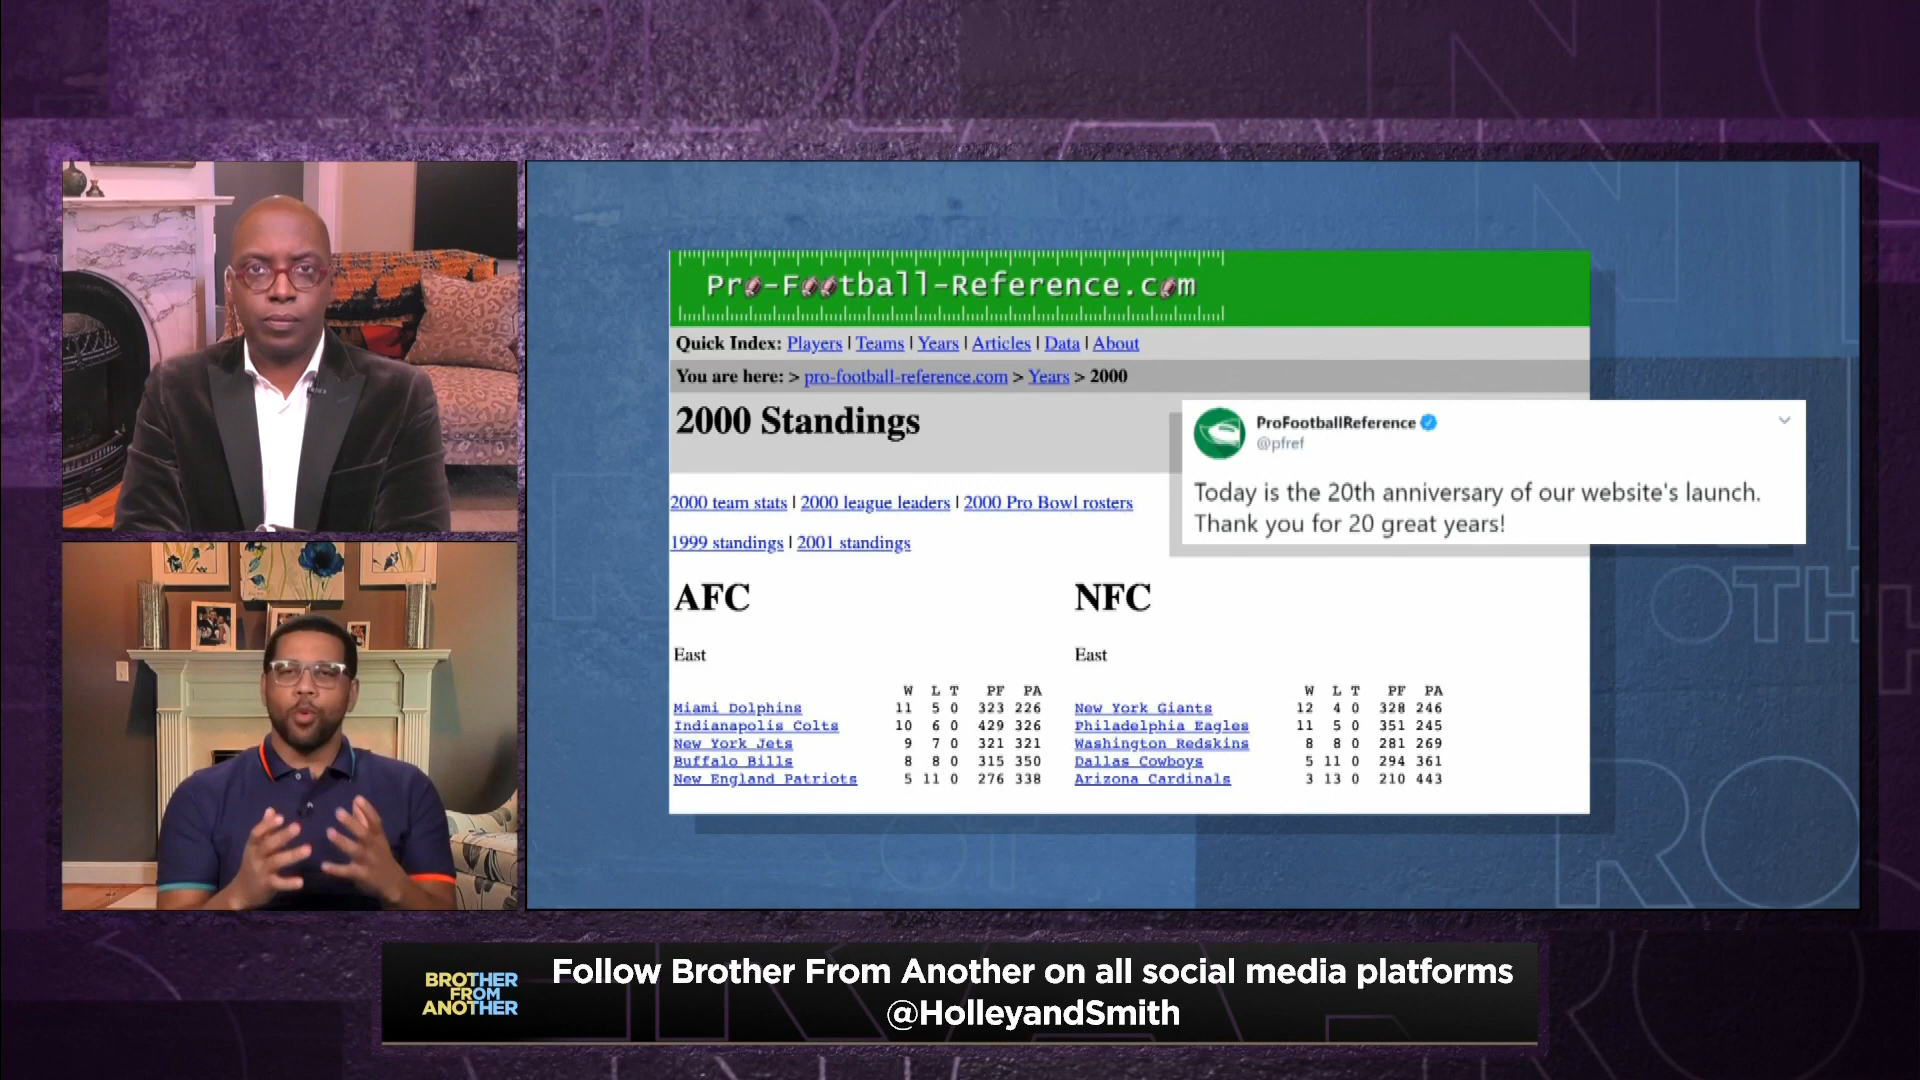 Pro-Football-Reference.com
Quick Index: Players | Teams | Years | Articles | Data | About
You are here: > pro-football-reference.com > Years > 2000
2000 Standings
ProFootballReference
@pfref
Today is the 20th anniversary of our website's launch.
Thank you for 20 great years!
2000 team stats | 2000 league leaders | 2000 Pro Bowl rosters
1999 standings | 2001 standings
AFC
East
W L T PF PA
Miami Dolphins 11 5 0 323 226
Indianapolis Colts 10 6 0 429 326
New York Jets 9 7 0 321 321
Buffalo Bills 8 8 0 315 350
New England Patriots 5 11 0 276 338
NFC
East
W L T PF PA
New York Giants 12 4 0 328 246
Philadelphia Eagles 11 5 0 351 245
Washington Redskins 8 8 0 281 269
Dallas Cowboys 5 11 0 294 361
Arizona Cardinals 3 13 0 210 443
BROTHER
FROM
ANOTHER
Follow Brother From Another on all social media platforms
@HolleyandSmith